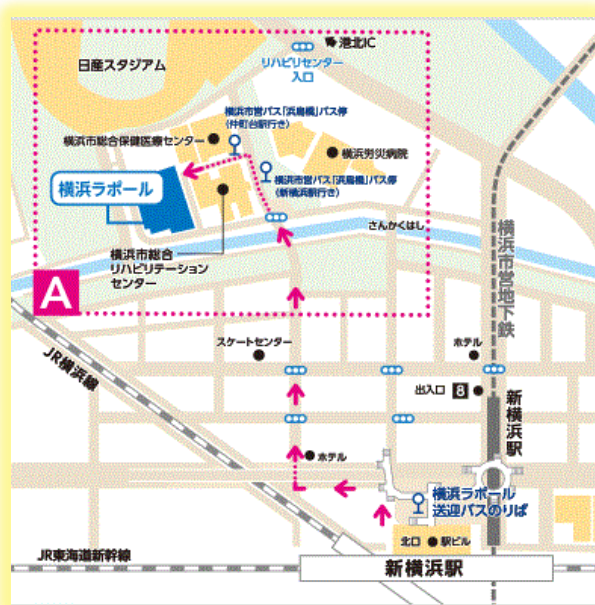 港北IC
日産スタジアム
リハビリセンター
入口
横浜市営バス「浜鳥橋」バス停
(仲町台駅行き)
横浜市総合保健医療センター
横浜労災病院
横浜市営バス「浜鳥橋」バス停
(新横浜駅行き)
横浜ラポール
さんかくはし
横浜市総合
リハビリテーション
センター
横浜市営地下鉄
A
スケートセンター
ホテル
JR横浜線
出入口 8
新横浜駅
ホテル
横浜ラポール
送迎バスのりば
北口
駅ビル
JR東海道新幹線
新横浜駅